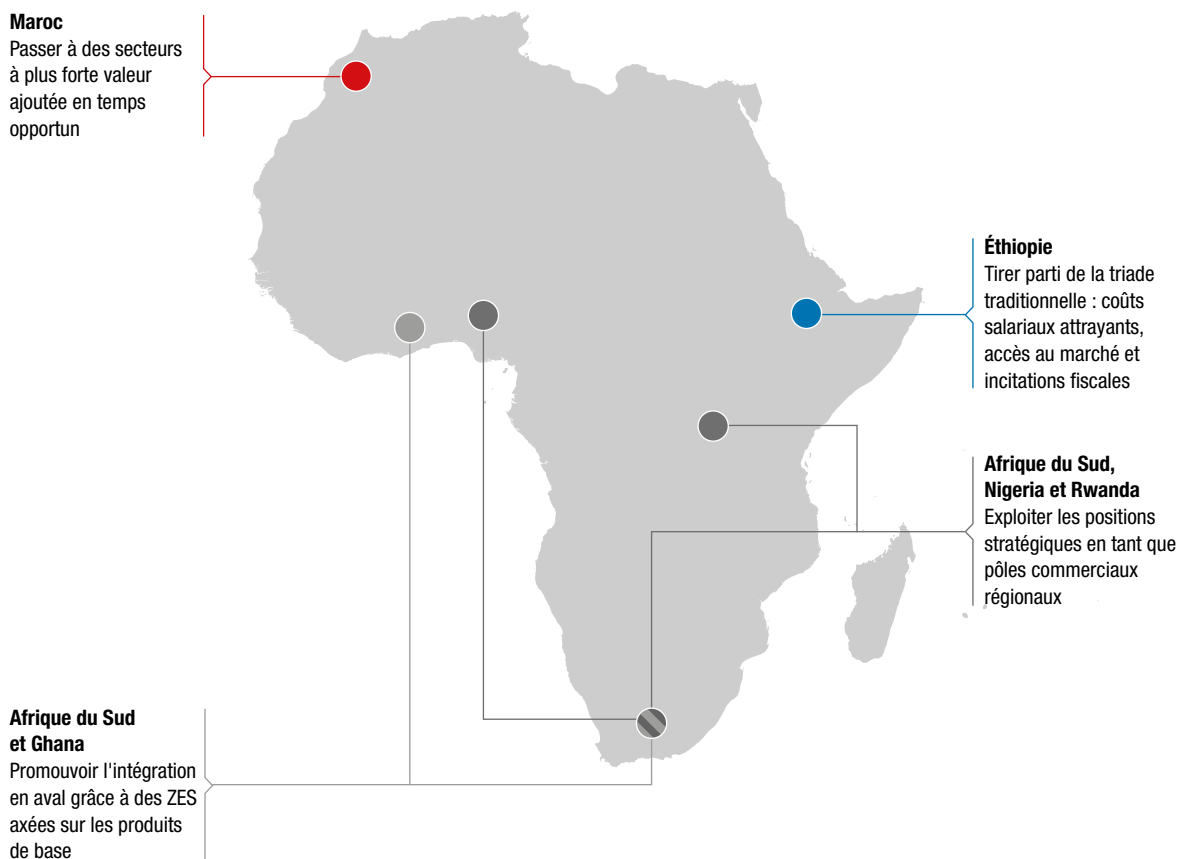 Maroc
Passer à des secteurs
à plus forte valeur
ajoutée en temps
opportun
Éthiopie
Tirer parti de la triade
traditionnelle : coûts
salariaux attrayants,
accès au marché et
incitations fiscales
Afrique du Sud,
Nigeria et Rwanda
Exploiter les positions
stratégiques en tant que
pôles commerciaux
régionaux
Afrique du Sud
et Ghana
Promouvoir l'intégration
en aval grâce à des ZES
axées sur les produits
de base